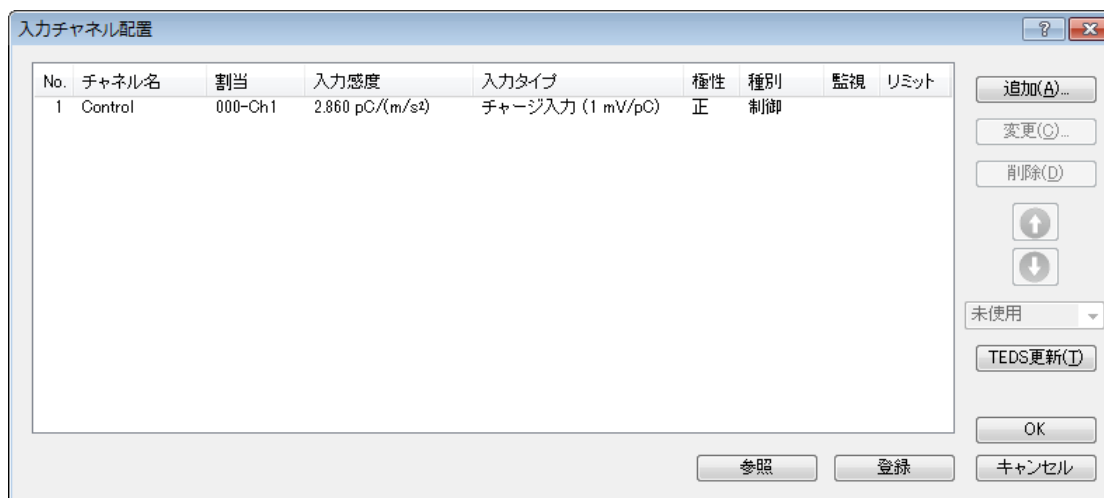 入力チャネル配置
No. チャネル名 割当 入力感度 入力タイプ 極性 種別 監視 リミット
1 Control 000-Ch1 2.860 pC/(m/s²) チャージ入力 (1 mV/pC) 正 制御
追加(A)...
変更(C)...
削除(D)
未使用
TEDS更新(T)
OK
参照 登録 キャンセル